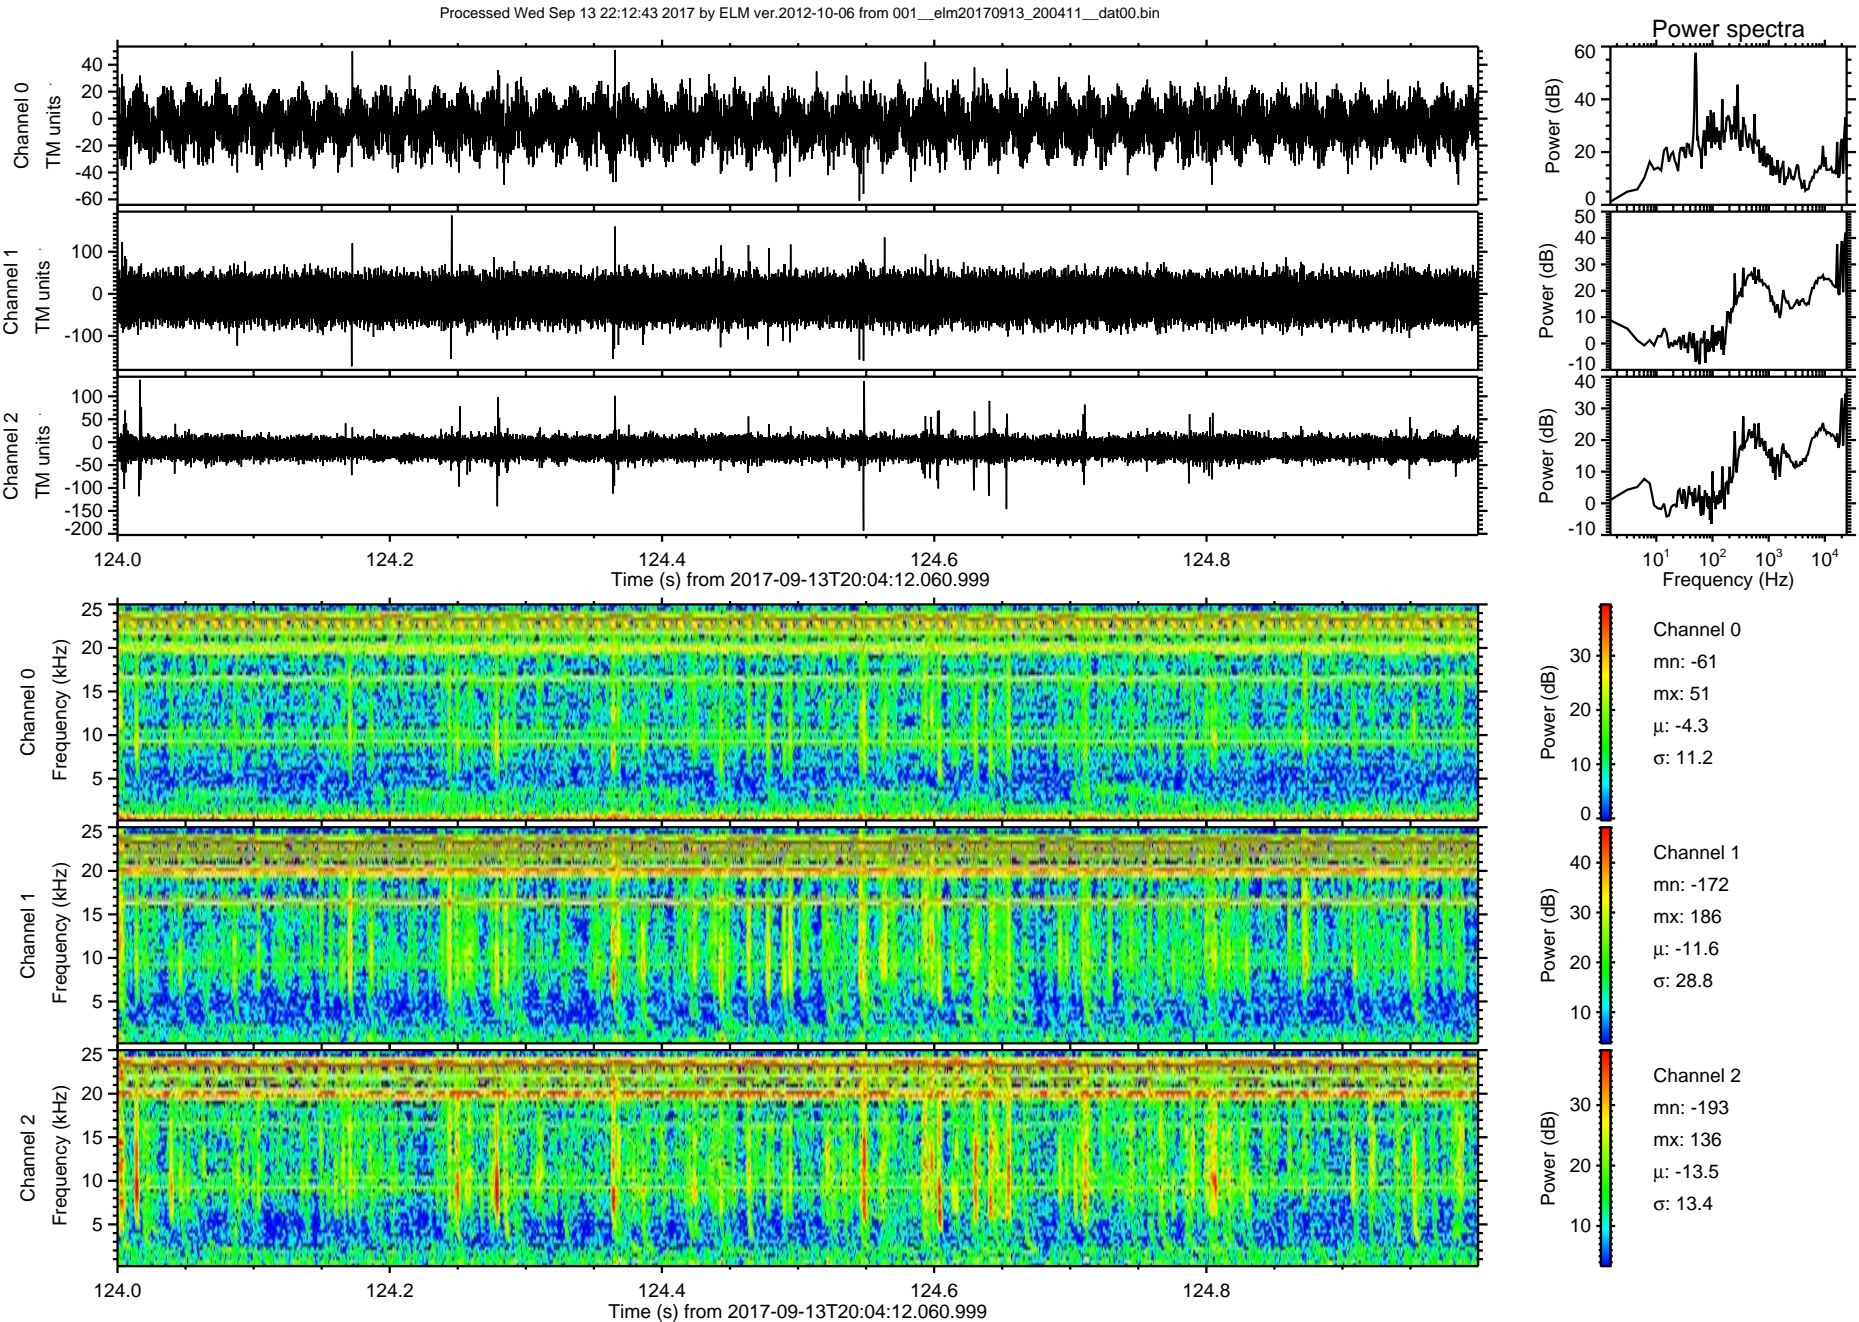 Processed Wed Sep 13 22:12:43 2017 by ELM ver.2012-10-06 from 001__elm20170913_200411__dat00.bin
Power spectra
Channel 0
TM units
40
20
0
-20
-40
-60
Power (dB)
60
40
20
0
Channel 1
TM units
100
0
-100
Power (dB)
50
40
30
20
10
0
-10
Channel 2
TM units
100
50
0
-50
-100
-150
-200
Power (dB)
40
30
20
10
0
-10
124.0 124.2 124.4 124.6 124.8
Time (s) from 2017-09-13T20:04:12.060.999
10¹ 10² 10³ 10⁴
Frequency (Hz)
Channel 0
Frequency (kHz)
25
20
15
10
5
Power (dB)
30
20
10
0
Channel 0
mn: -61
mx: 51
μ: -4.3
σ: 11.2
Channel 1
Frequency (kHz)
25
20
15
10
5
Power (dB)
40
30
20
10
Channel 1
mn: -172
mx: 186
μ: -11.6
σ: 28.8
Channel 2
Frequency (kHz)
25
20
15
10
5
Power (dB)
30
20
10
Channel 2
mn: -193
mx: 136
μ: -13.5
σ: 13.4
124.0 124.2 124.4 124.6 124.8
Time (s) from 2017-09-13T20:04:12.060.999